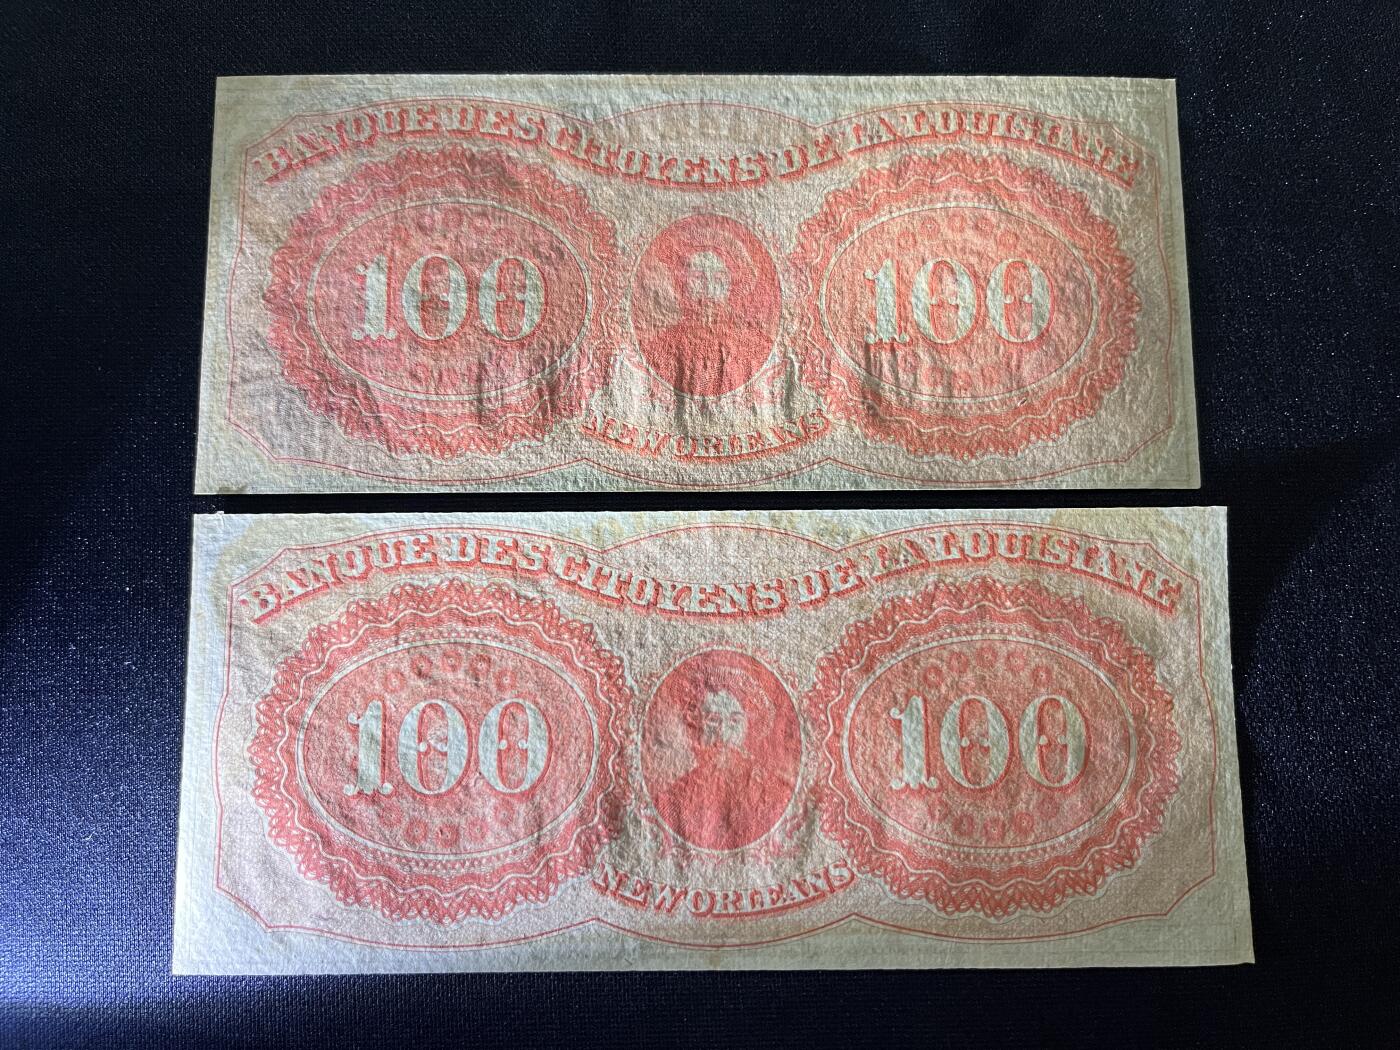 BANQUE DES CITOYENS DE LA LOUISIANE
100 100
NEW ORLEANS
BANQUE DES CITOYENS DE LA LOUISIANE
100 100
NEW ORLEANS